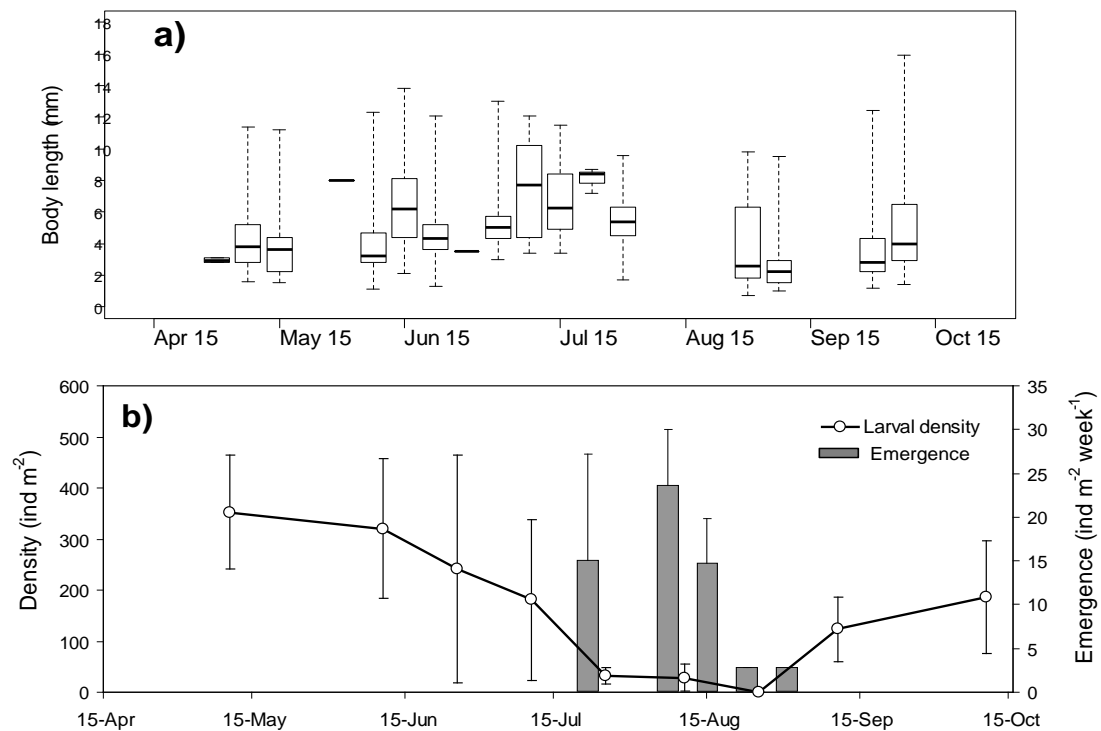 a)
Body length (mm)
18
16
14
12
10
8
6
4
2
0
Apr 15 May 15 Jun 15 Jul 15 Aug 15 Sep 15 Oct 15
b)
Density (ind m-2)
600
500
400
300
200
100
0
Larval density
Emergence
35
30
25
20
15
10
5
0
Emergence (ind m-2 week-1)
15-Apr 15-May 15-Jun 15-Jul 15-Aug 15-Sep 15-Oct